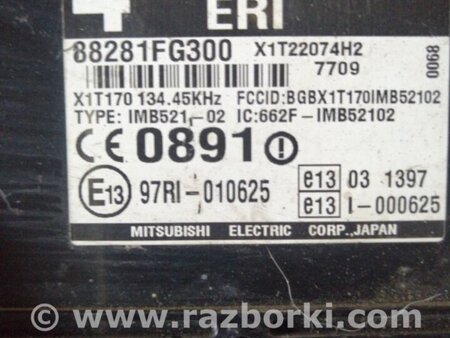 ERI
88281FG300 X1T22074H2
7709
8900
X1T170 134.45KHz FCCID:BGBX1T170IMB52102
TYPE: IMB521-02 IC:662F-IMB52102
CE 0891
E13 97RI-010625
e13 03 1397
e13 I-000625
MITSUBISHI ELECTRIC CORP.,JAPAN
www.razborki.com